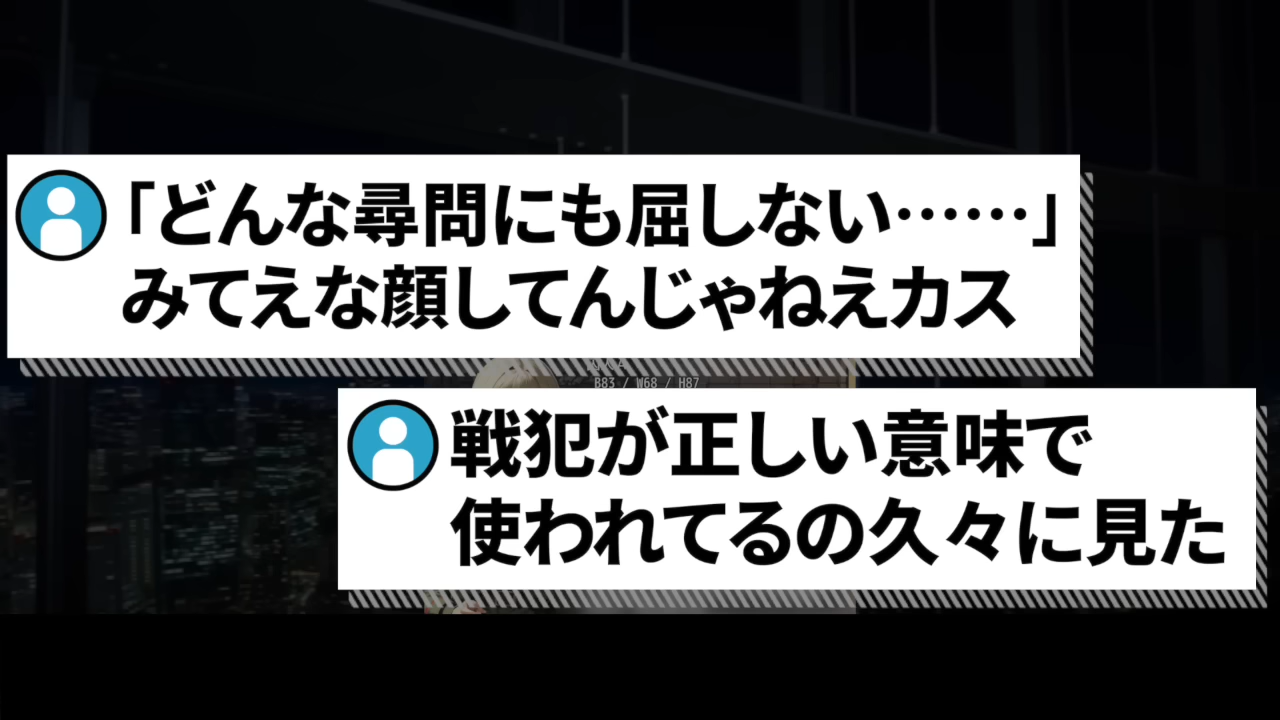 「どんな尋問にも屈しない……」
みてえな顔してんじゃねえカス
B83 / W68 / H87
戦犯が正しい意味で
使われてるの久々に見た